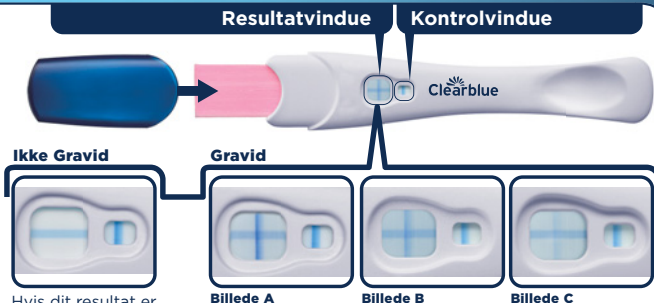 Resultatvindue
Kontrolvindue
Clearblue
Ikke Gravid
Gravid
Hvis dit resultat er
Billede A
Billede B
Billede C